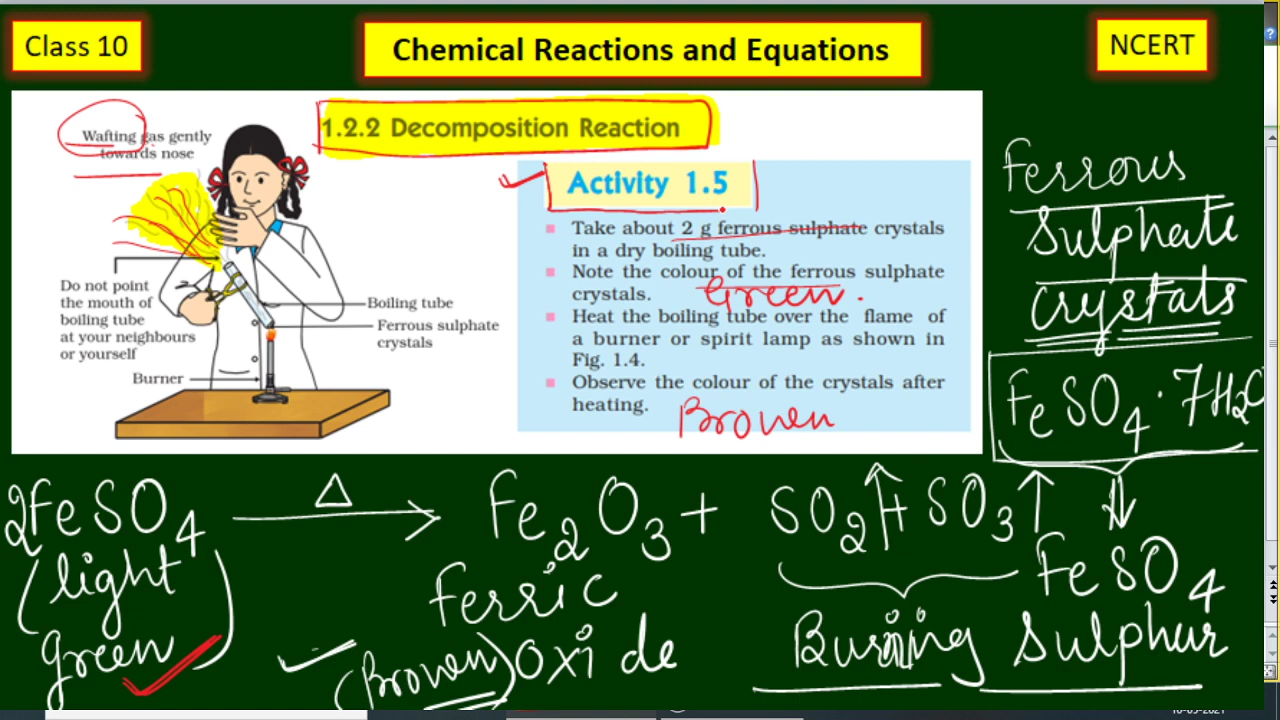 Class 10
Chemical Reactions and Equations
NCERT
Wafting gas gently
towards nose
1.2.2 Decomposition Reaction
Activity 1.5
Take about 2 g ferrous sulphate crystals
in a dry boiling tube.
Note the colour of the ferrous sulphate
crystals. Green.
Heat the boiling tube over the flame of
a burner or spirit lamp as shown in
Fig. 1.4.
Observe the colour of the crystals after
heating. Brown
Do not point
the mouth of
boiling tube
at your neighbours
or yourself
Boiling tube
Ferrous sulphate
crystals
Burner
Ferrous
Sulphate
crystals
FeSO4·7H2O
FeSO4
2FeSO4 —Δ→ Fe2O3 + SO2↑ + SO3↑
(light
green)
Ferric
(Brown) Oxide
Burning Sulphur